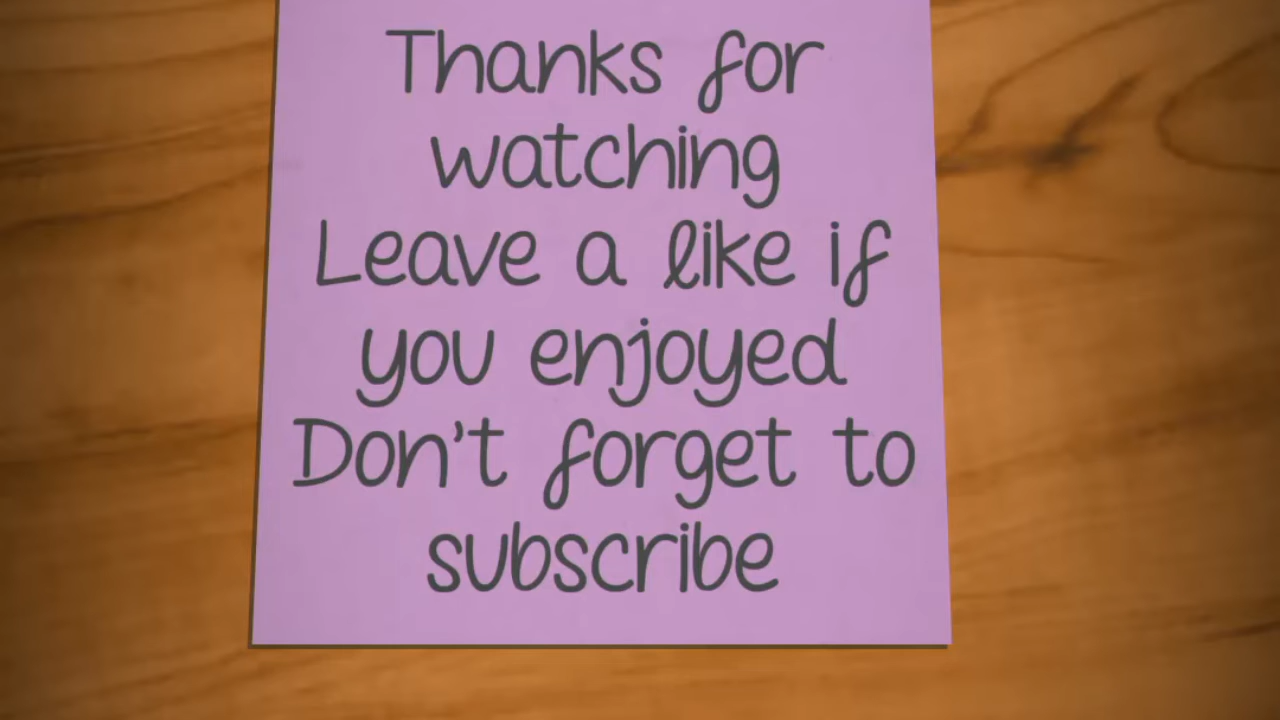 Thanks for
watching
Leave a like if
you enjoyed
Don't forget to
subscribe